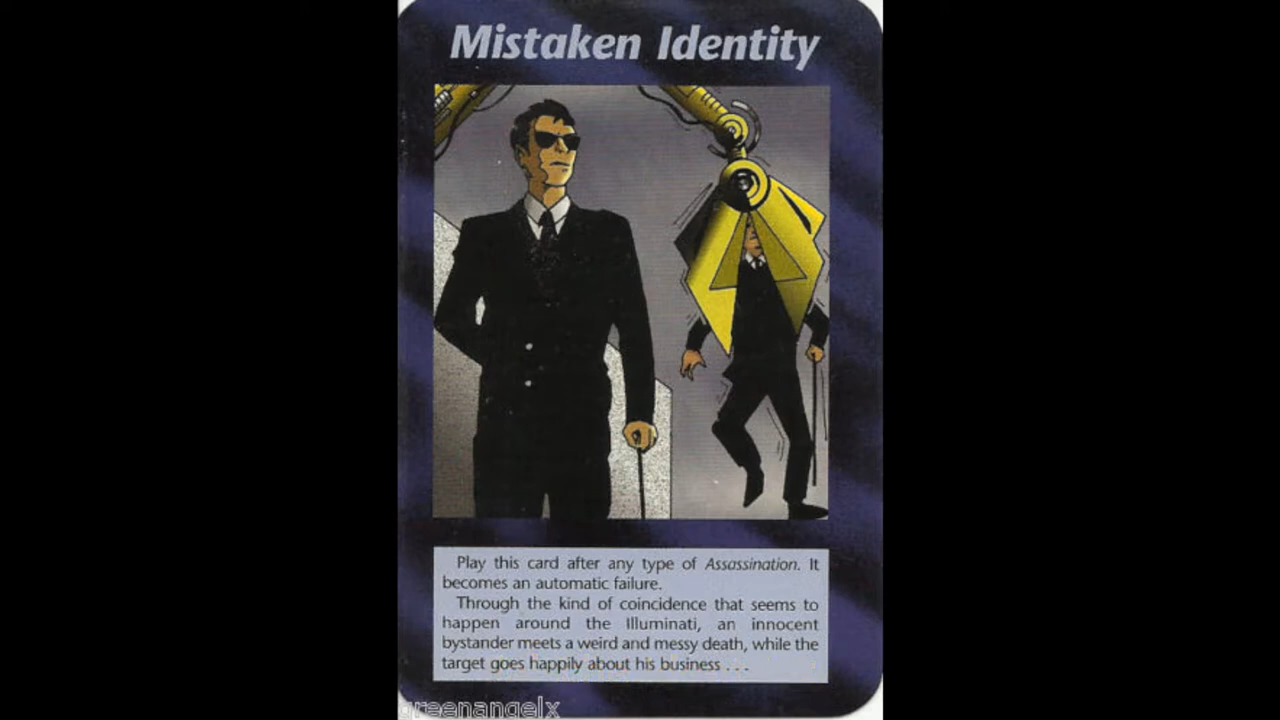 Mistaken Identity
Play this card after any type of Assassination. It
becomes an automatic failure.
Through the kind of coincidence that seems to
happen around the Illuminati, an innocent
bystander meets a weird and messy death, while the
target goes happily about his business . . .
greenangelx